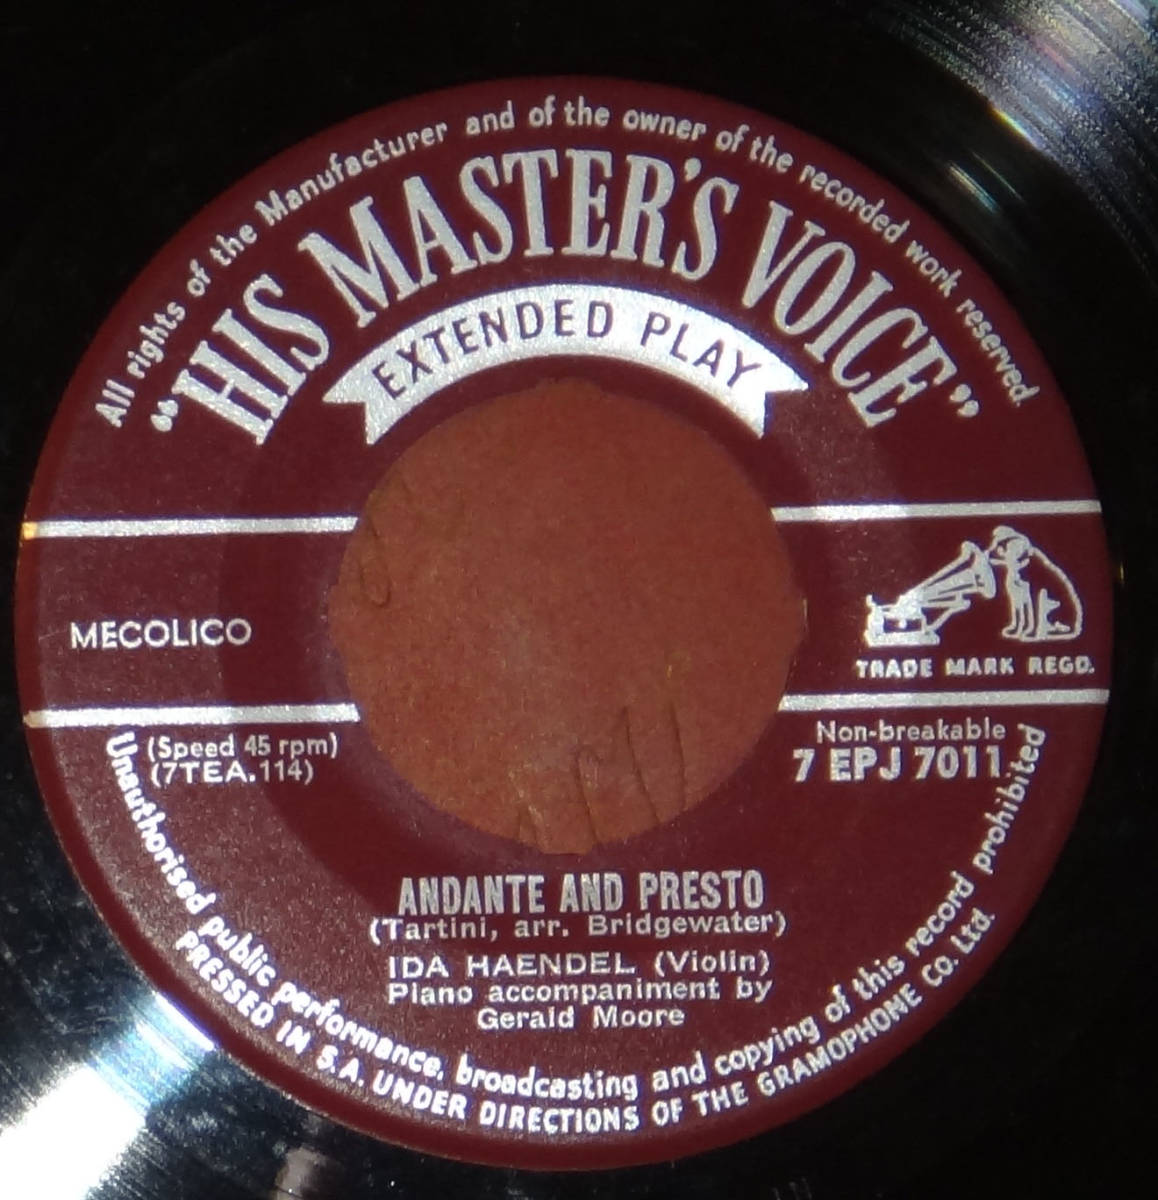 All rights of the Manufacturer and of the owner of the recorded work reserved.
"HIS MASTER'S VOICE"
EXTENDED PLAY
MECOLICO
TRADE MARK REGD.
(Speed 45 rpm)
(7TEA.114)
Non-breakable
7 EPJ 7011
ANDANTE AND PRESTO
(Tartini, arr. Bridgewater)
IDA HAENDEL (Violin)
Piano accompaniment by
Gerald Moore
Unauthorised public performance, broadcasting and copying of this record prohibited
PRESSED IN S.A. UNDER DIRECTIONS OF THE GRAMOPHONE Co. Ltd.